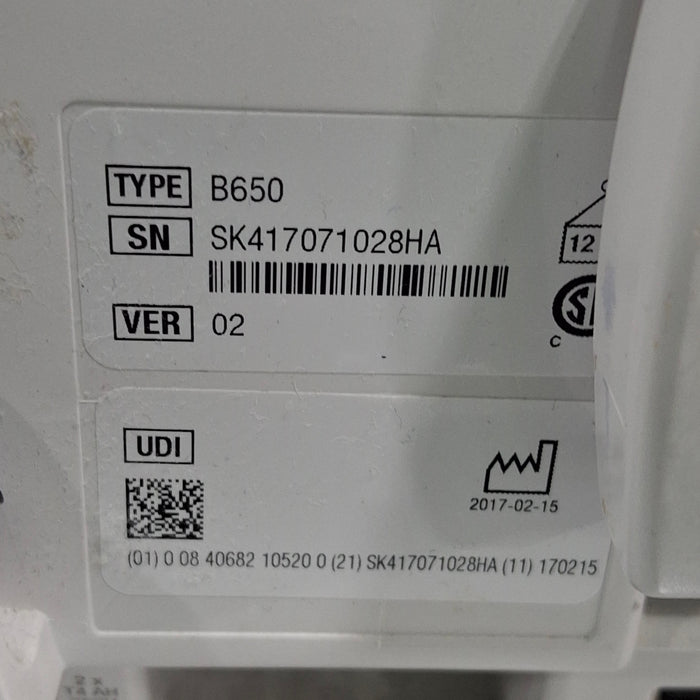 TYPE B650
SN SK417071028HA
12
VER 02
C
UDI
2017-02-15
(01) 0 08 40682 10520 0 (21) SK417071028HA (11) 170215
2 x